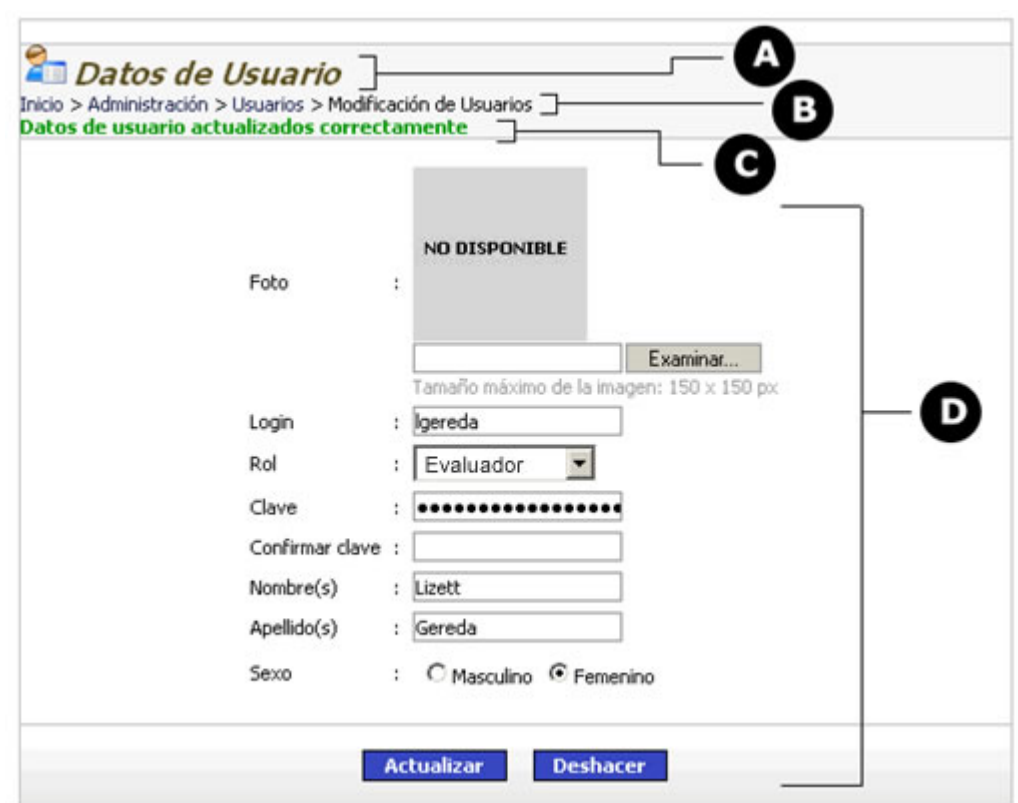 Datos de Usuario
A
Inicio > Administración > Usuarios > Modificación de Usuarios
B
Datos de usuario actualizados correctamente
C
NO DISPONIBLE
Foto :
Examinar...
Tamaño máximo de la imagen: 150 x 150 px
D
Login : lgereda
Rol : Evaluador
Clave : ●●●●●●●●●●●●●●●●●
Confirmar clave :
Nombre(s) : Lizett
Apellido(s) : Gereda
Sexo : Masculino Femenino
Actualizar Deshacer